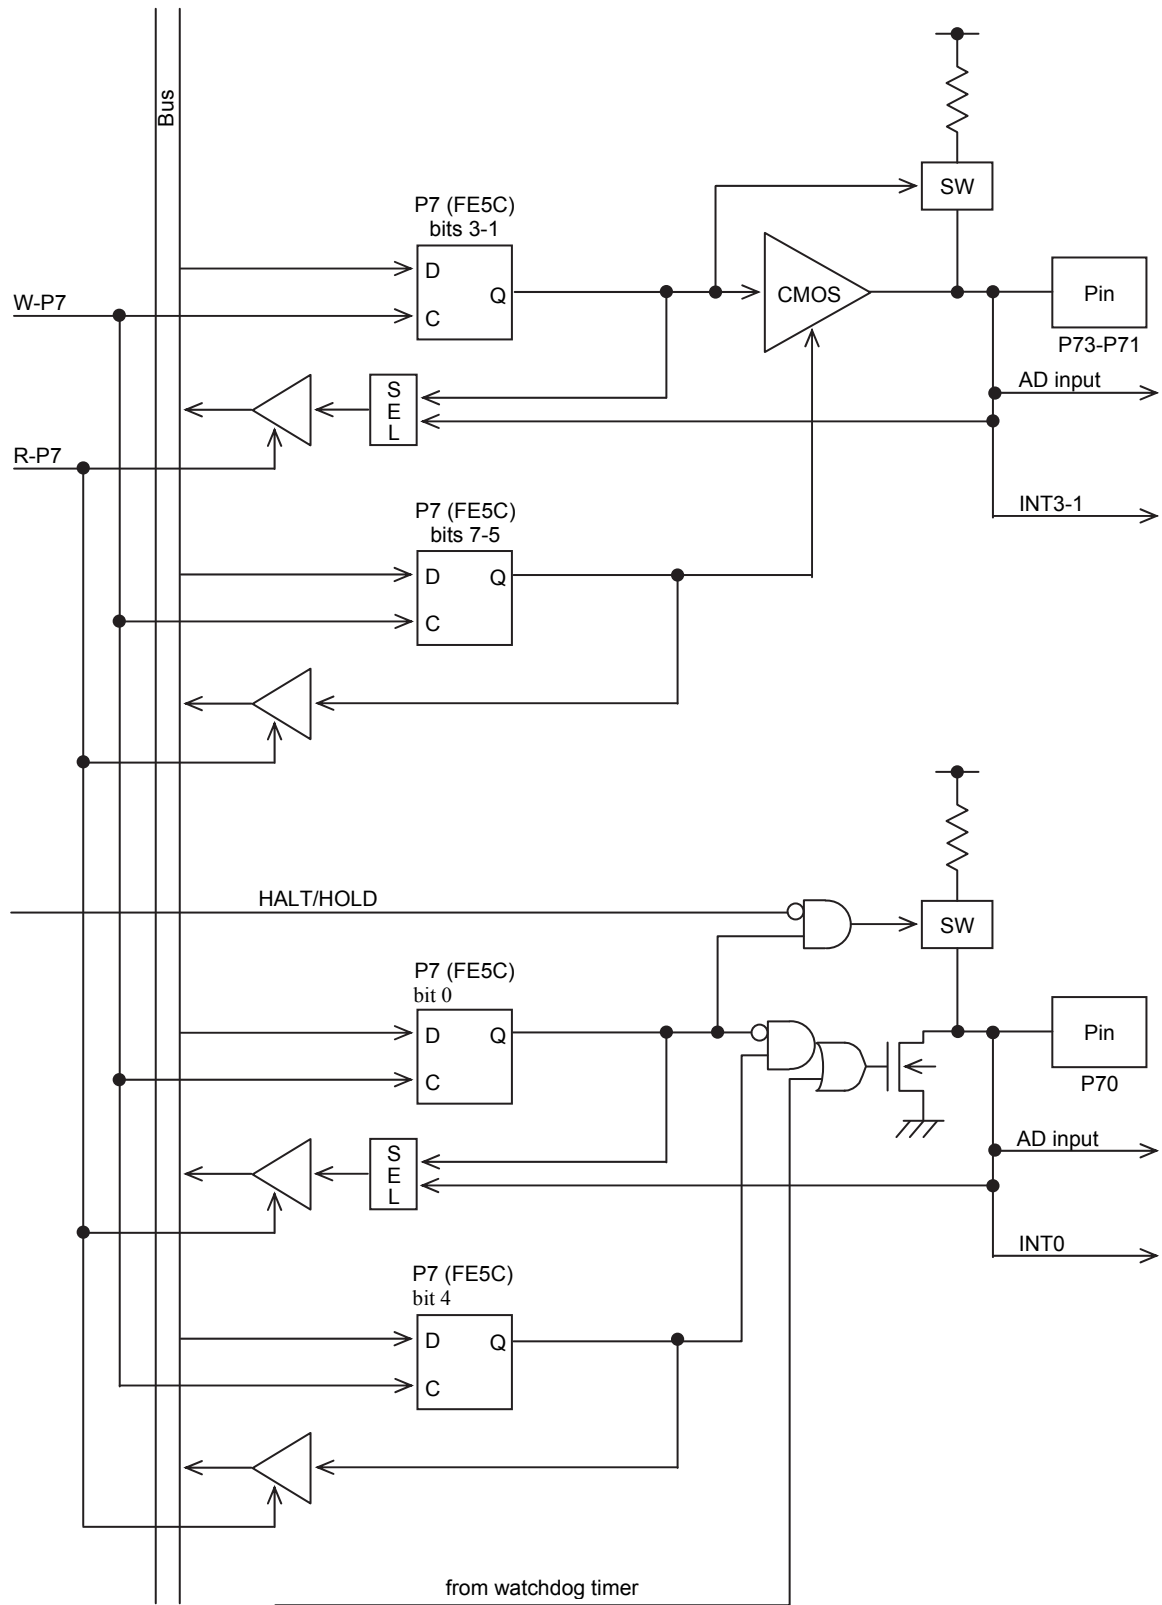 Bus
SW
P7 (FE5C)
bits 3-1
D
Q
C
CMOS
Pin
P73-P71
W-P7
AD input
S
E
L
R-P7
INT3-1
P7 (FE5C)
bits 7-5
D
Q
C
HALT/HOLD
SW
P7 (FE5C)
bit 0
D
Q
C
Pin
P70
AD input
S
E
L
INT0
P7 (FE5C)
bit 4
D
Q
C
from watchdog timer